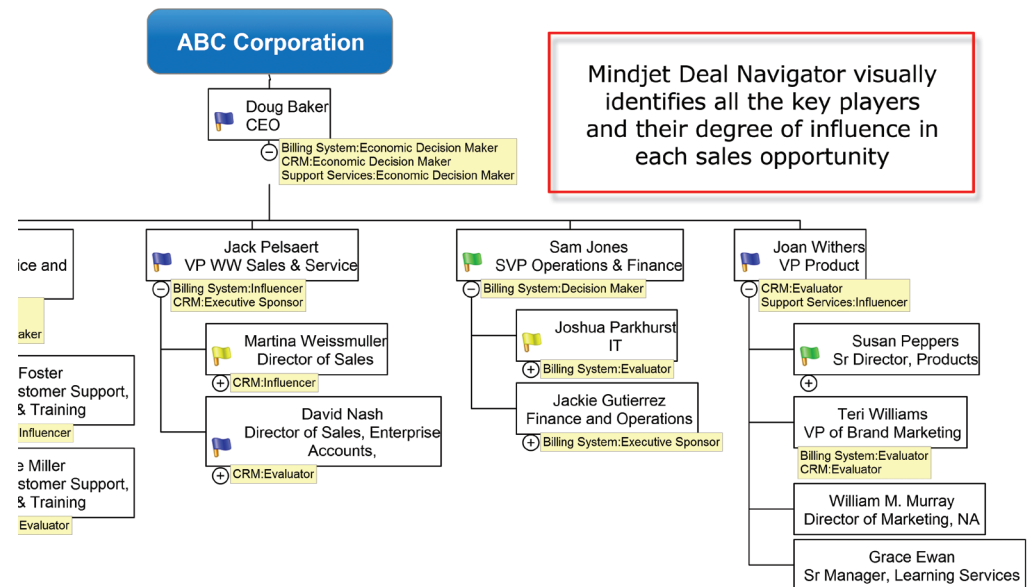 ABC Corporation
Mindjet Deal Navigator visually
identifies all the key players
and their degree of influence in
each sales opportunity
Doug Baker
CEO
Billing System:Economic Decision Maker
CRM:Economic Decision Maker
Support Services:Economic Decision Maker
and
Foster
Customer Support,
& Training
Influencer
Miller
Customer Support,
& Training
Evaluator
Jack Pelsaert
VP WW Sales & Service
Billing System:Influencer
CRM:Executive Sponsor
Martina Weissmuller
Director of Sales
CRM:Influencer
David Nash
Director of Sales, Enterprise
Accounts,
CRM:Evaluator
Sam Jones
SVP Operations & Finance
Billing System:Decision Maker
Joshua Parkhurst
IT
Billing System:Evaluator
Jackie Gutierrez
Finance and Operations
Billing System:Executive Sponsor
Joan Withers
VP Product
CRM:Evaluator
Support Services:Influencer
Susan Peppers
Sr Director, Products
Teri Williams
VP of Brand Marketing
Billing System:Evaluator
CRM:Evaluator
William M. Murray
Director of Marketing, NA
Grace Ewan
Sr Manager, Learning Services